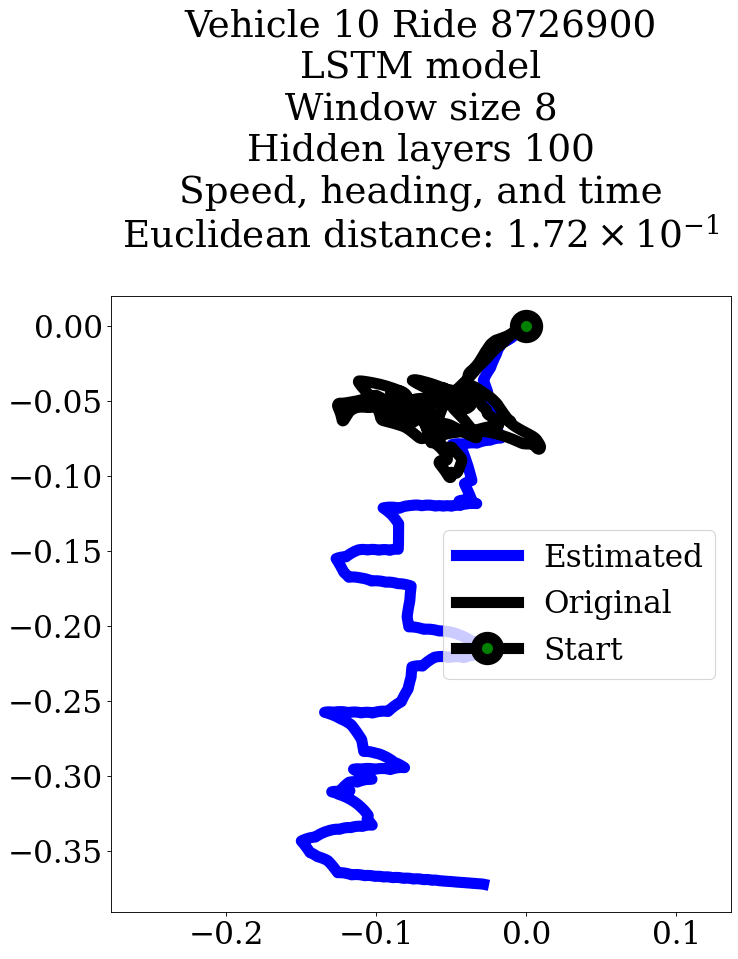 Vehicle 10 Ride 8726900
LSTM model
Window size 8
Hidden layers 100
Speed, heading, and time
Euclidean distance: 1.72 × 10⁻¹
0.00
−0.05
−0.10
−0.15
−0.20
−0.25
−0.30
−0.35
Estimated
Original
Start
−0.2
−0.1
0.0
0.1